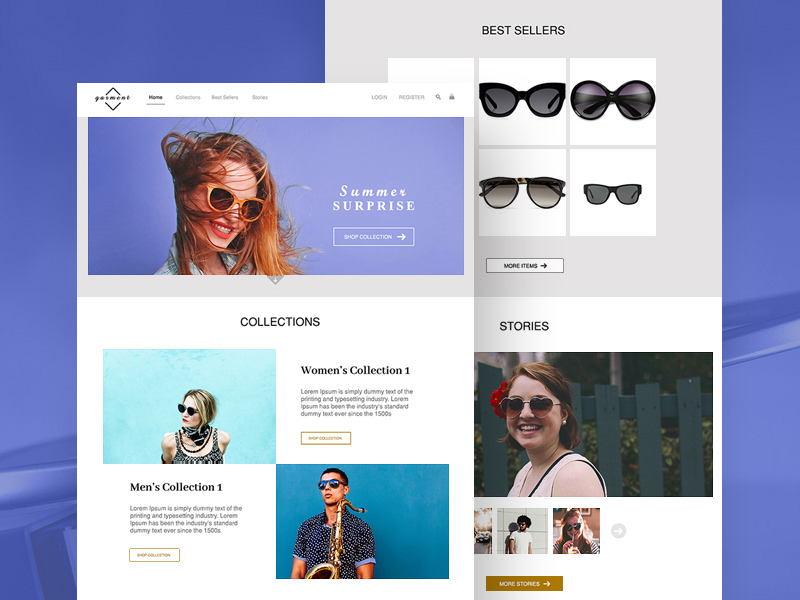 BEST SELLERS
garment
Home
Collections
Best Sellers
Stories
LOGIN
REGISTER
Summer
SURPRISE
SHOP COLLECTION
MORE ITEMS
COLLECTIONS
Women's Collection 1
Lorem Ipsum is simply dummy text of the
printing and typesetting industry. Lorem
Ipsum has been the industry's standard
dummy text ever since the 1500s
SHOP COLLECTION
Men's Collection 1
Lorem Ipsum is simply dummy text of the
printing and typesetting industry. Lorem
Ipsum has been the industry's standard
dummy text ever since the 1500s
SHOP COLLECTION
STORIES
MORE STORIES